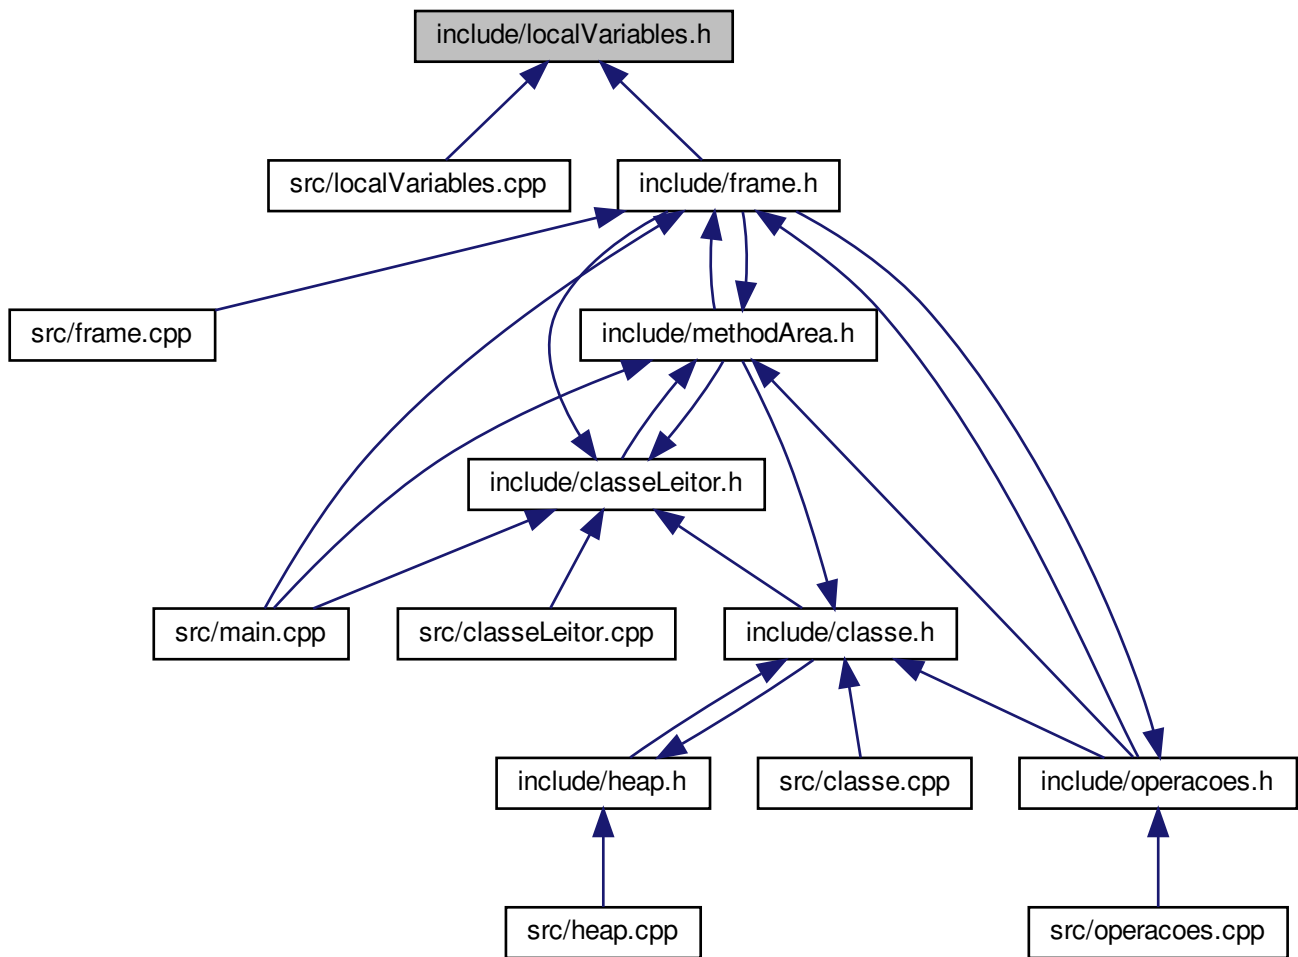 include/localVariables.h
src/localVariables.cpp
include/frame.h
src/frame.cpp
include/methodArea.h
include/classeLeitor.h
src/main.cpp
src/classeLeitor.cpp
include/classe.h
include/heap.h
src/classe.cpp
include/operacoes.h
src/heap.cpp
src/operacoes.cpp